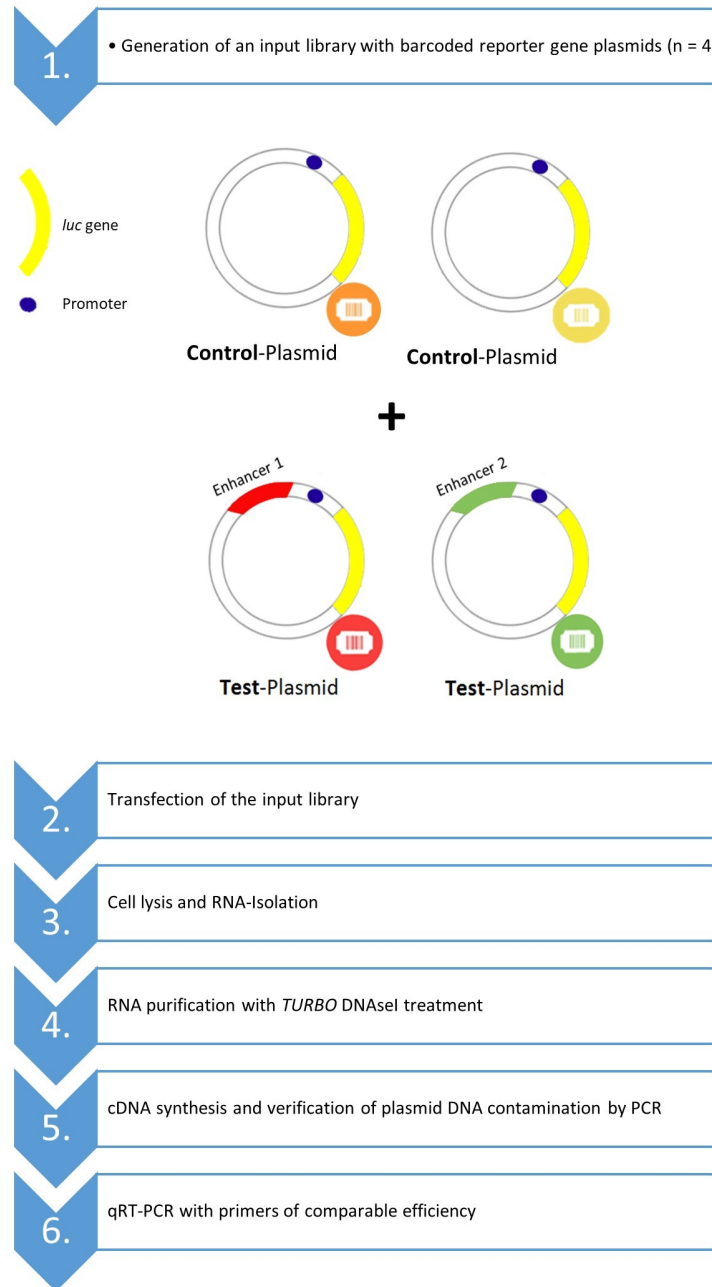 1.
• Generation of an input library with barcoded reporter gene plasmids (n = 4
luc gene
Promoter
Control-Plasmid
Control-Plasmid
+
Enhancer 1
Enhancer 2
Test-Plasmid
Test-Plasmid
2.
Transfection of the input library
3.
Cell lysis and RNA-Isolation
4.
RNA purification with TURBO DNAseI treatment
5.
cDNA synthesis and verification of plasmid DNA contamination by PCR
6.
qRT-PCR with primers of comparable efficiency